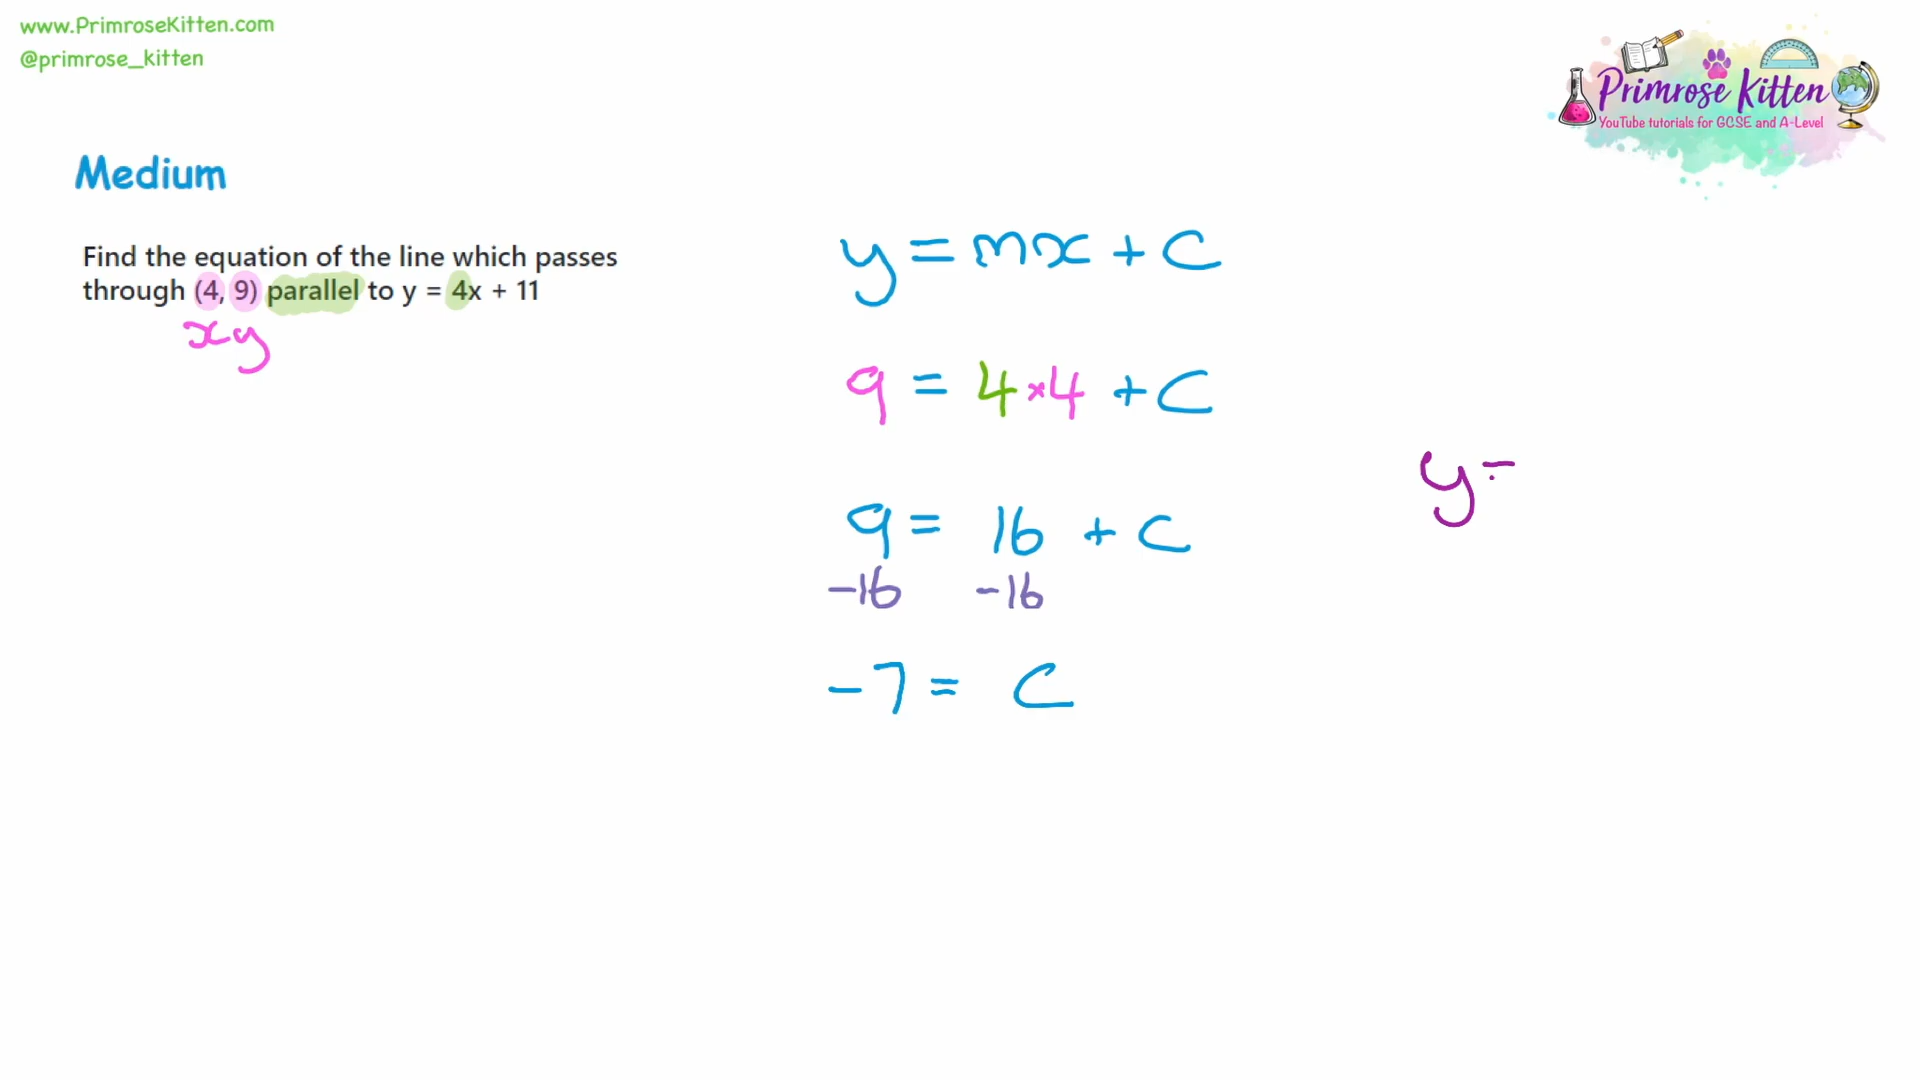 www.PrimroseKitten.com
@primrose_kitten
Primrose Kitten
YouTube tutorials for GCSE and A-Level
Medium
Find the equation of the line which passes
through (4, 9) parallel to y = 4x + 11
x y
y = mx + c
9 = 4 × 4 + c
9 = 16 + c
-16 -16
-7 = c
y =